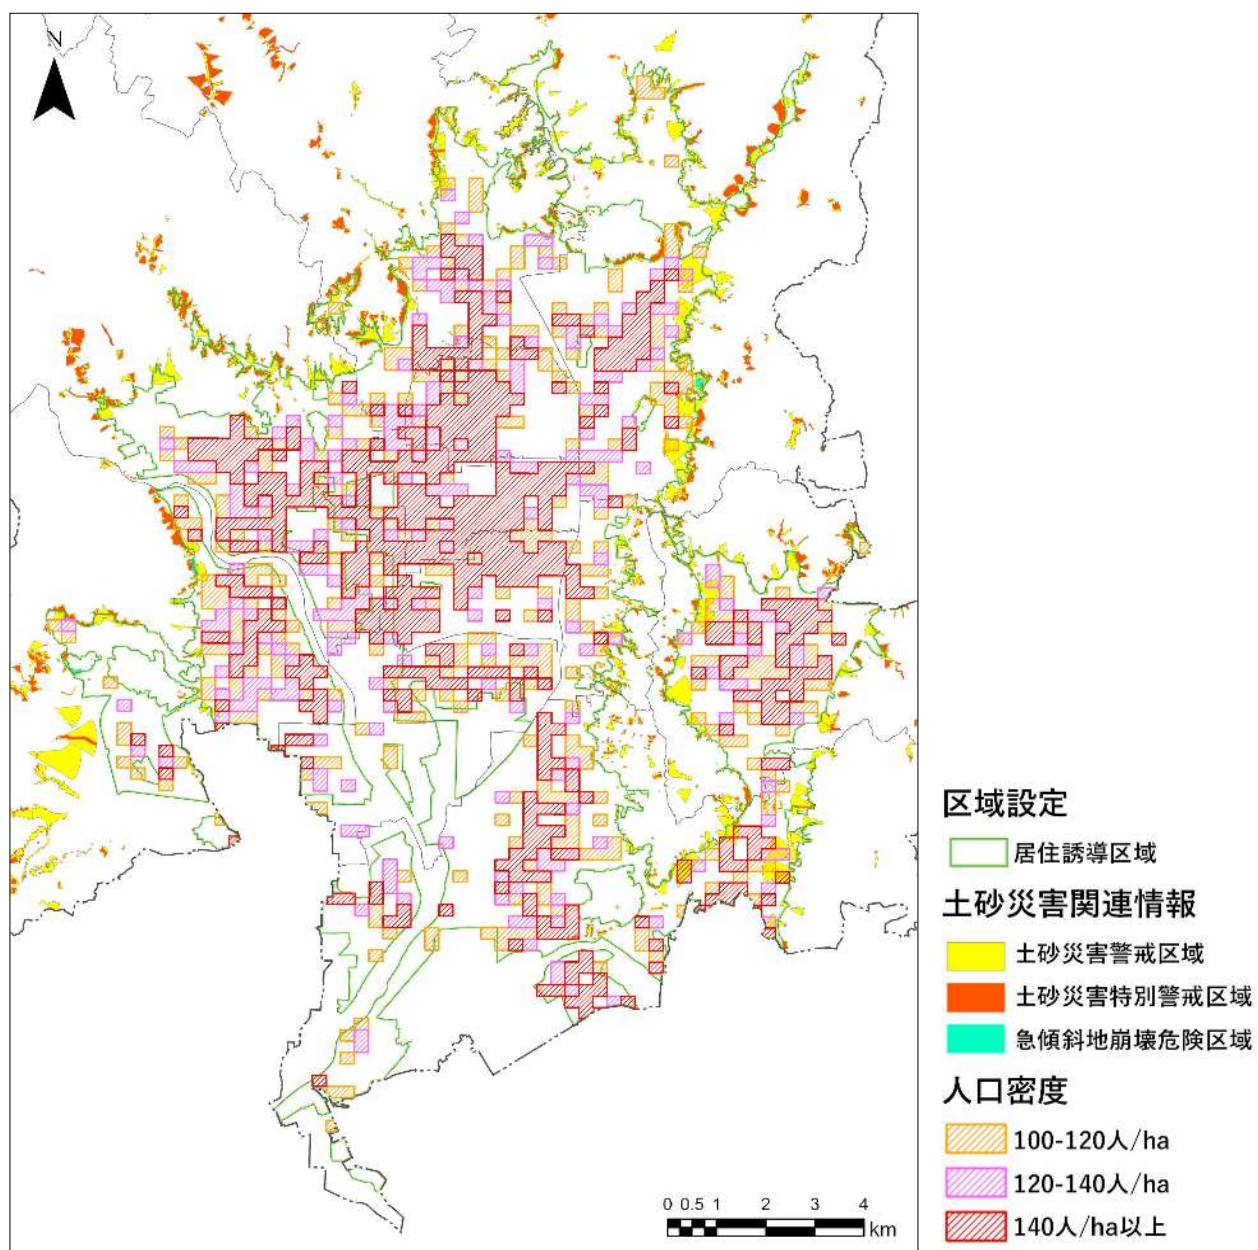 N
区域設定
居住誘導区域
土砂災害関連情報
土砂災害警戒区域
土砂災害特別警戒区域
急傾斜地崩壊危険区域
人口密度
100-120人/ha
120-140人/ha
140人/ha以上
0 0.5 1 2 3 4
km